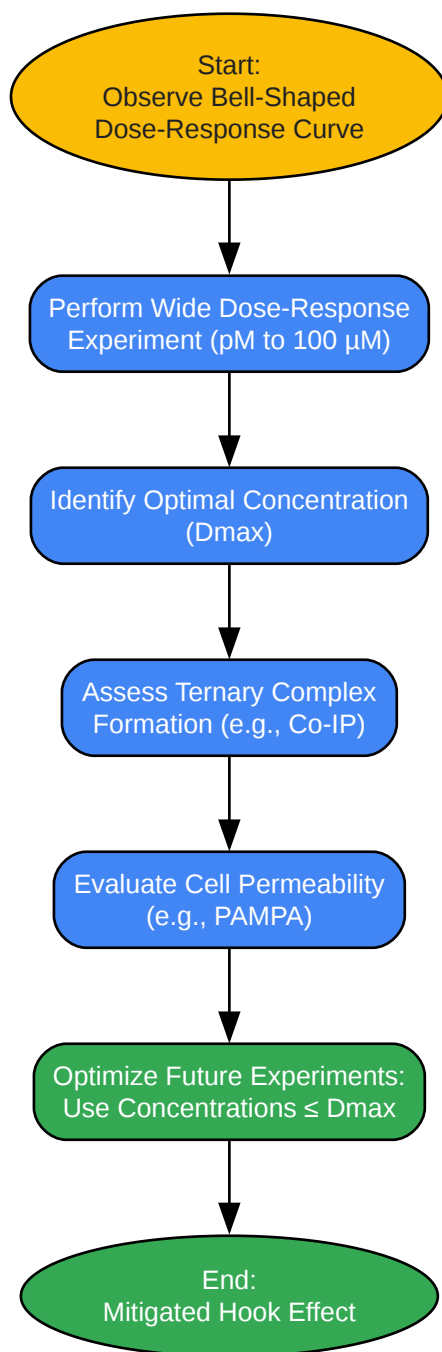 Start:
Observe Bell-Shaped
Dose-Response Curve
Perform Wide Dose-Response
Experiment (pM to 100 µM)
Identify Optimal Concentration
(Dmax)
Assess Ternary Complex
Formation (e.g., Co-IP)
Evaluate Cell Permeability
(e.g., PAMPA)
Optimize Future Experiments:
Use Concentrations ≤ Dmax
End:
Mitigated Hook Effect